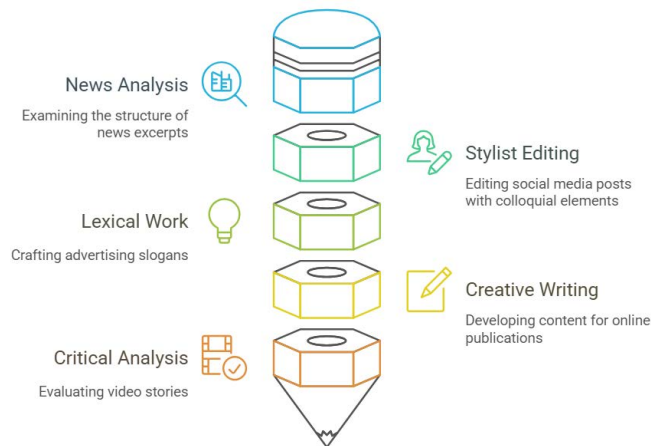 News Analysis
Examining the structure of
news excerpts
Stylist Editing
Editing social media posts
with colloquial elements
Lexical Work
Crafting advertising slogans
Creative Writing
Developing content for online
publications
Critical Analysis
Evaluating video stories